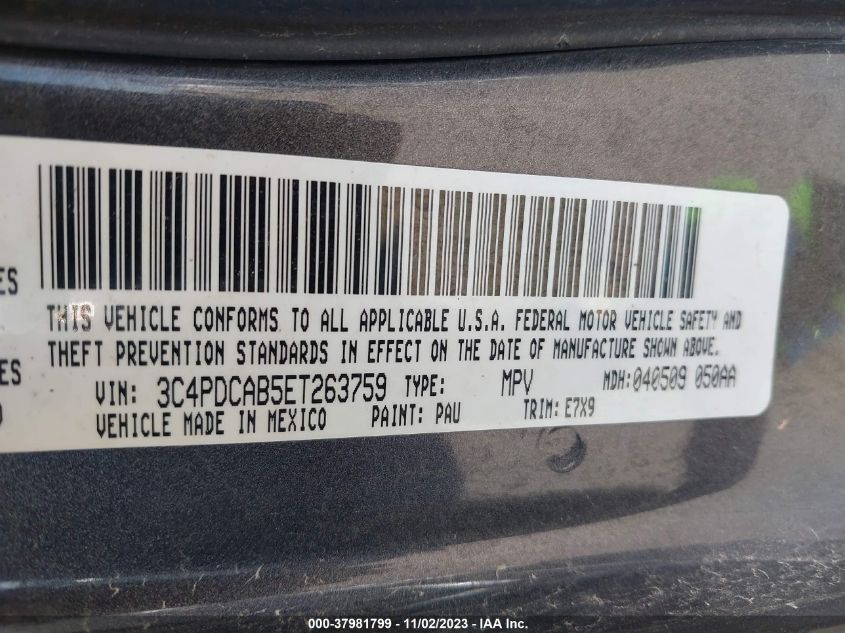 ES
THIS VEHICLE CONFORMS TO ALL APPLICABLE U.S.A. FEDERAL MOTOR VEHICLE SAFETY AND
THEFT PREVENTION STANDARDS IN EFFECT ON THE DATE OF MANUFACTURE SHOWN ABOVE.
ES
VIN: 3C4PDCAB5ET263759 TYPE: MPV MDH:040509 050AA
VEHICLE MADE IN MEXICO PAINT: PAU TRIM: E7X9
000-37981799 - 11/02/2023 - IAA Inc.